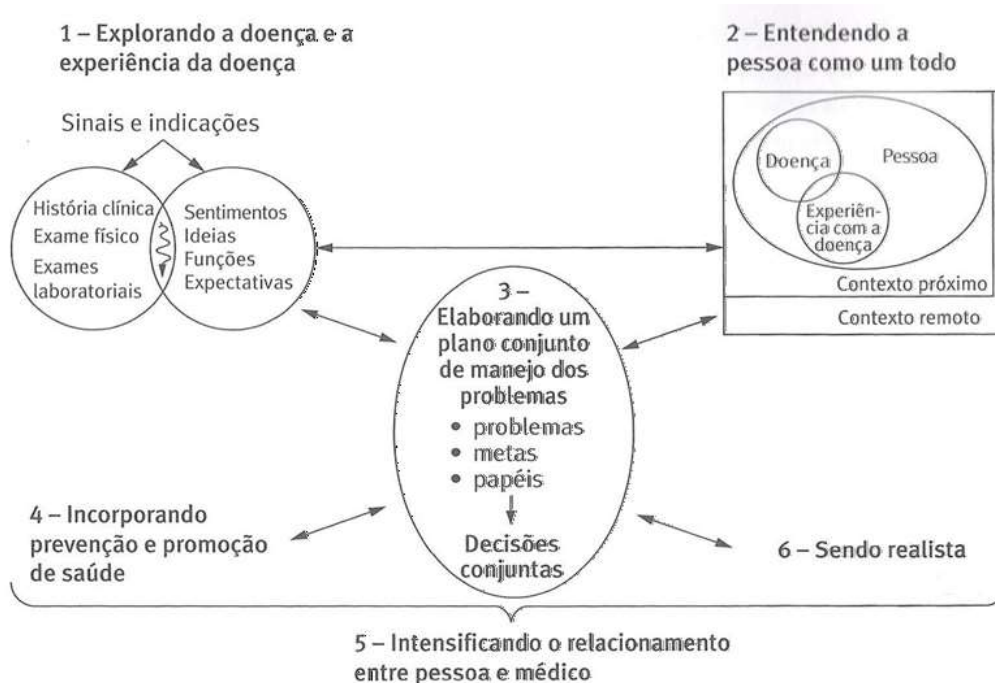 1 – Explorando a doença e a
experiência da doença
Sinais e indicações
História clínica
Exame físico
Exames
laboratoriais
Sentimentos
Ideias
Funções
Expectativas
2 – Entendendo a
pessoa como um todo
Doença
Pessoa
Experiên-
cia com a
doença
Contexto próximo
Contexto remoto
3 –
Elaborando um
plano conjunto
de manejo dos
problemas
• problemas
• metas
• papéis
Decisões
conjuntas
4 – Incorporando
prevenção e promoção
de saúde
6 – Sendo realista
5 – Intensificando o relacionamento
entre pessoa e médico